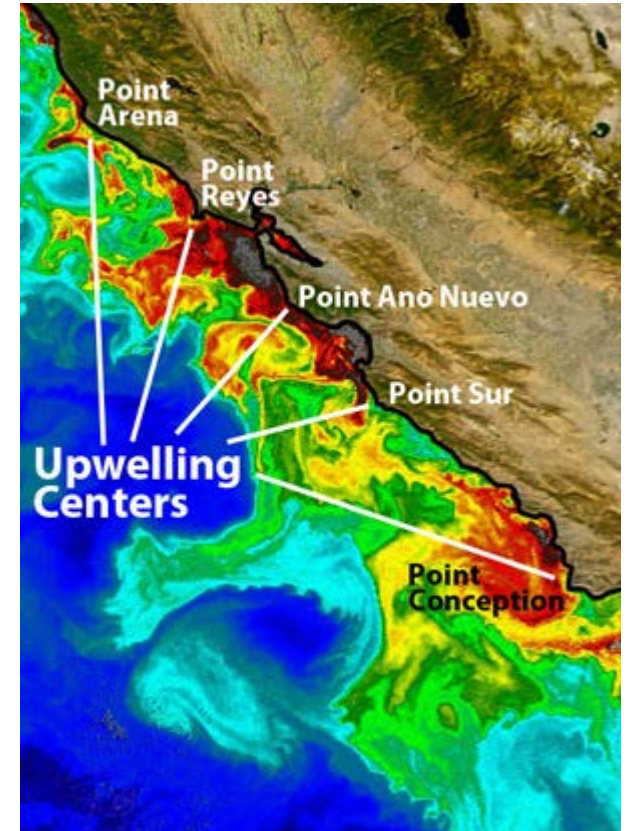 Point
Arena
Point
Reyes
Point Ano Nuevo
Point Sur
Upwelling
Centers
Point
Conception